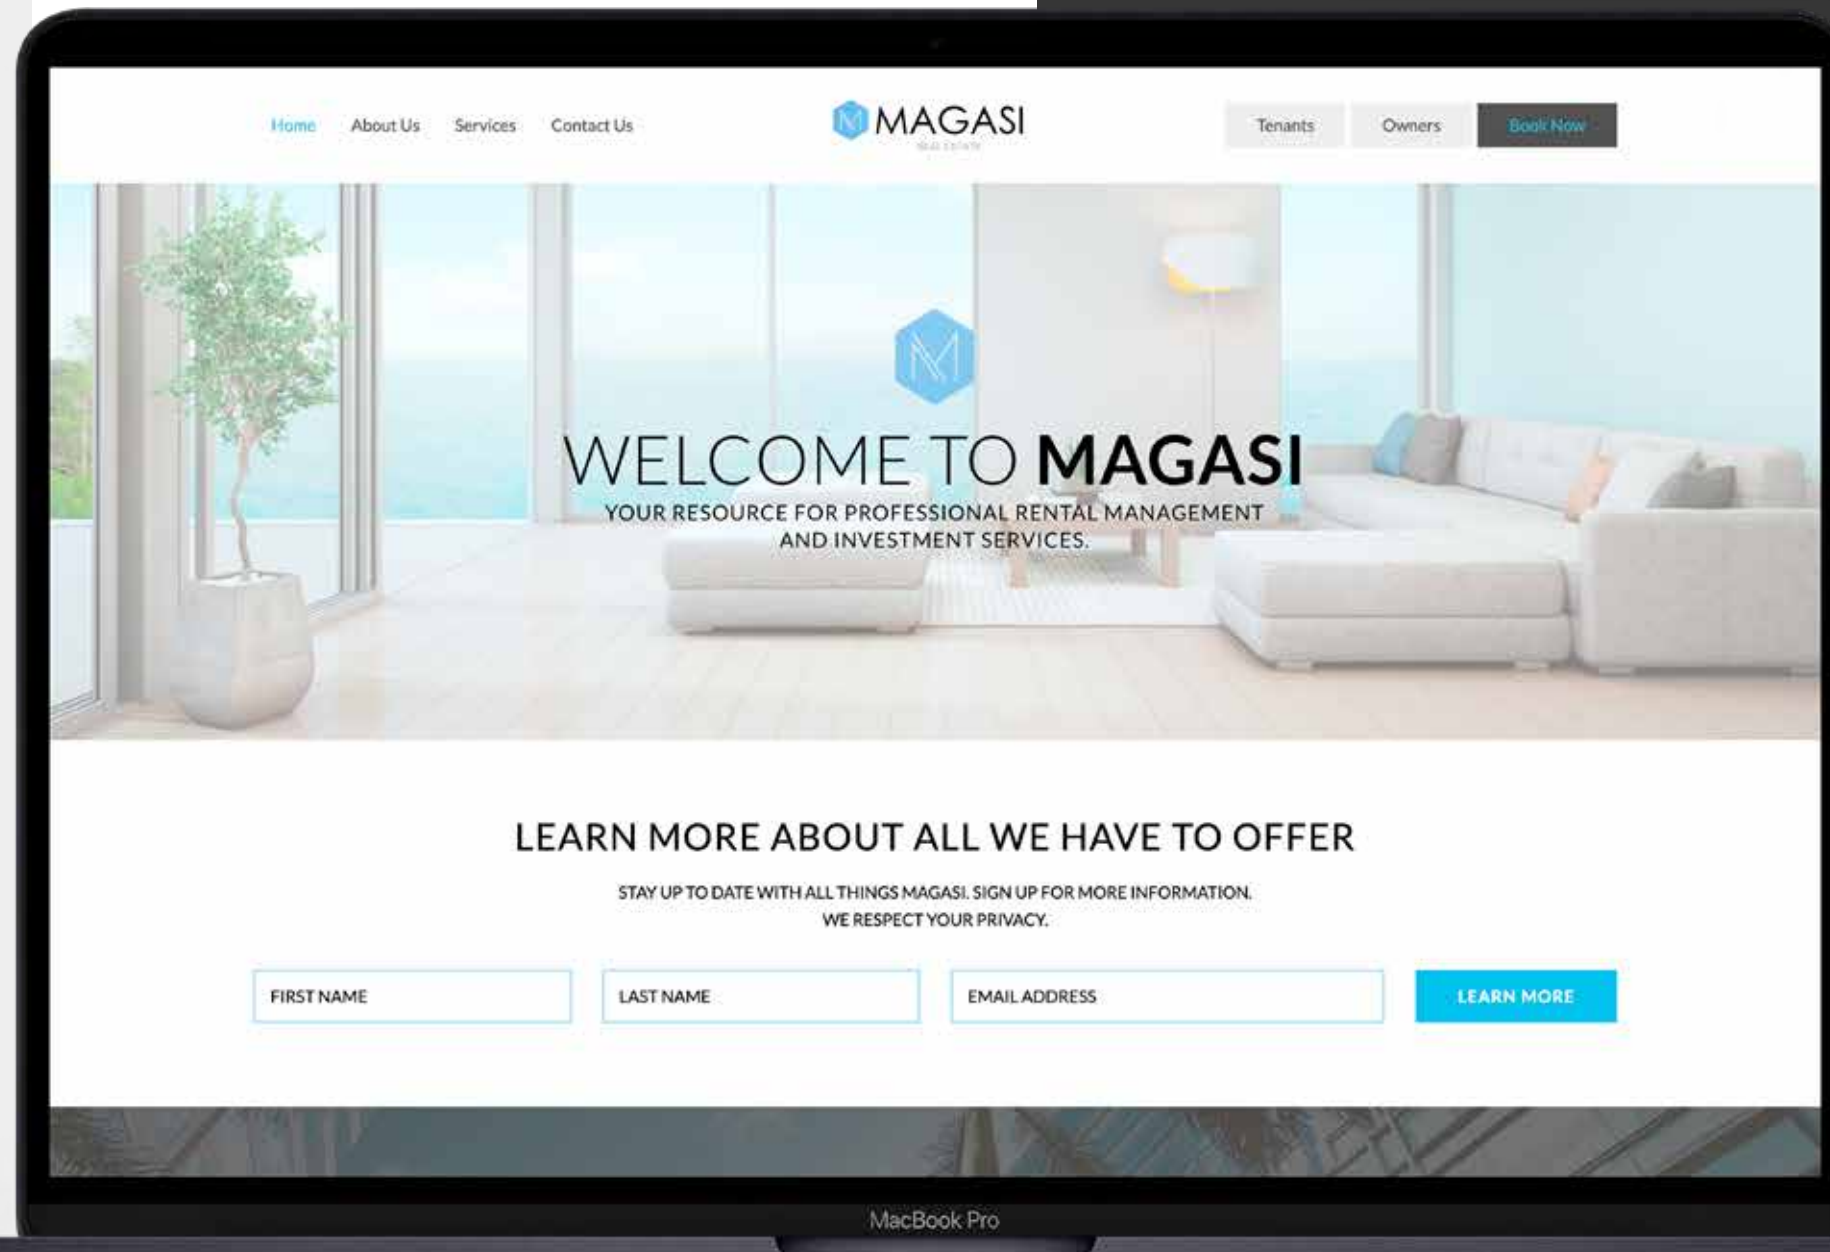 Home About Us Services Contact Us
MAGASI
REAL ESTATE
Tenants Owners Book Now
M
WELCOME TO MAGASI
YOUR RESOURCE FOR PROFESSIONAL RENTAL MANAGEMENT
AND INVESTMENT SERVICES.
LEARN MORE ABOUT ALL WE HAVE TO OFFER
STAY UP TO DATE WITH ALL THINGS MAGASI. SIGN UP FOR MORE INFORMATION.
WE RESPECT YOUR PRIVACY.
FIRST NAME LAST NAME EMAIL ADDRESS LEARN MORE
MacBook Pro